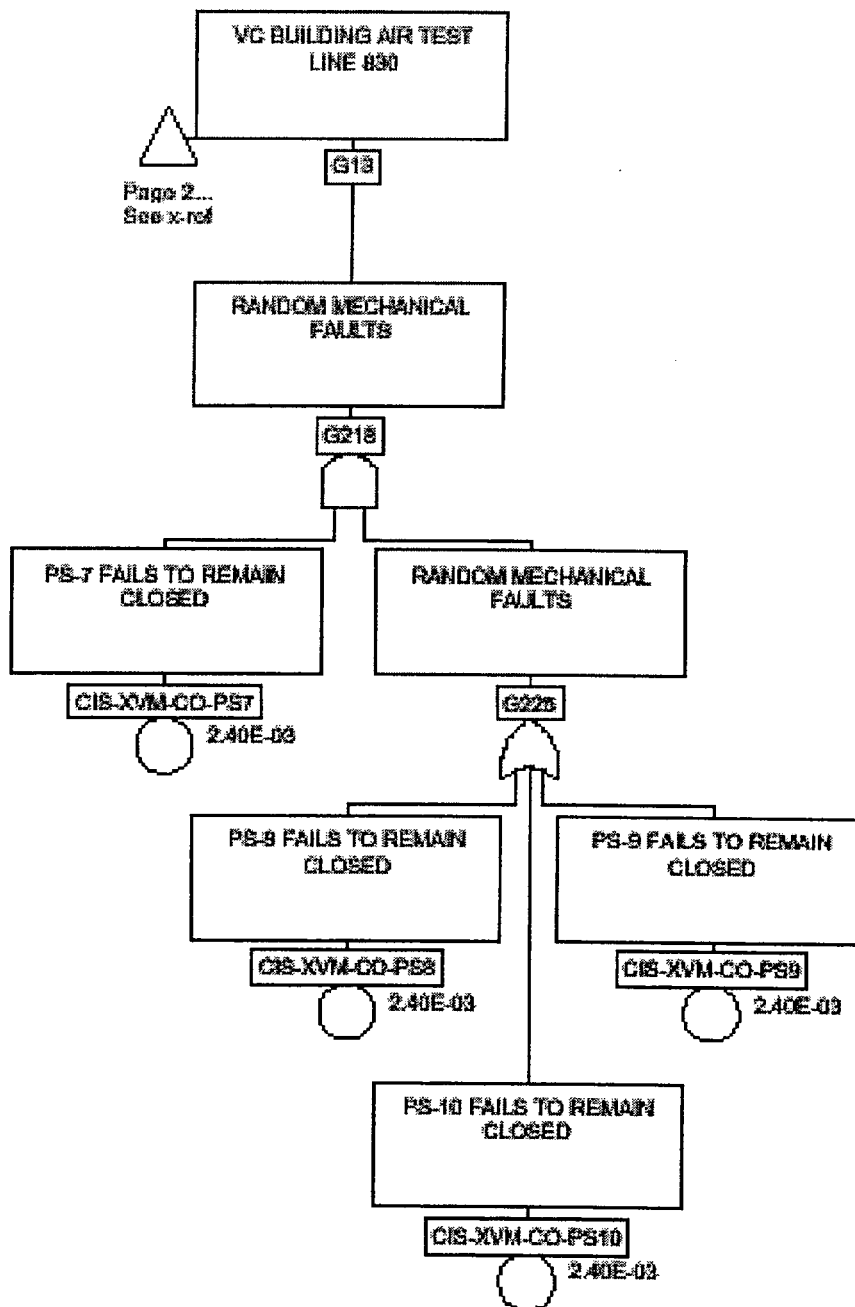 VC BUILDING AIR TEST
LINE 830
G13
Page 2...
See x-ref
RANDOM MECHANICAL
FAULTS
G218
PS-7 FAILS TO REMAIN
CLOSED
CIS-XVM-CO-PS7
2.40E-03
RANDOM MECHANICAL
FAULTS
PS-9 FAILS TO REMAIN
CLOSED
CIS-XVM-CO-PS8
2.40E-03
PS-9 FAILS TO REMAIN
CLOSED
CIS-XVM-CO-PS9
2.40E-03
PS-10 FAILS TO REMAIN
CLOSED
CIS-XVM-CO-PS10
2.40E-03